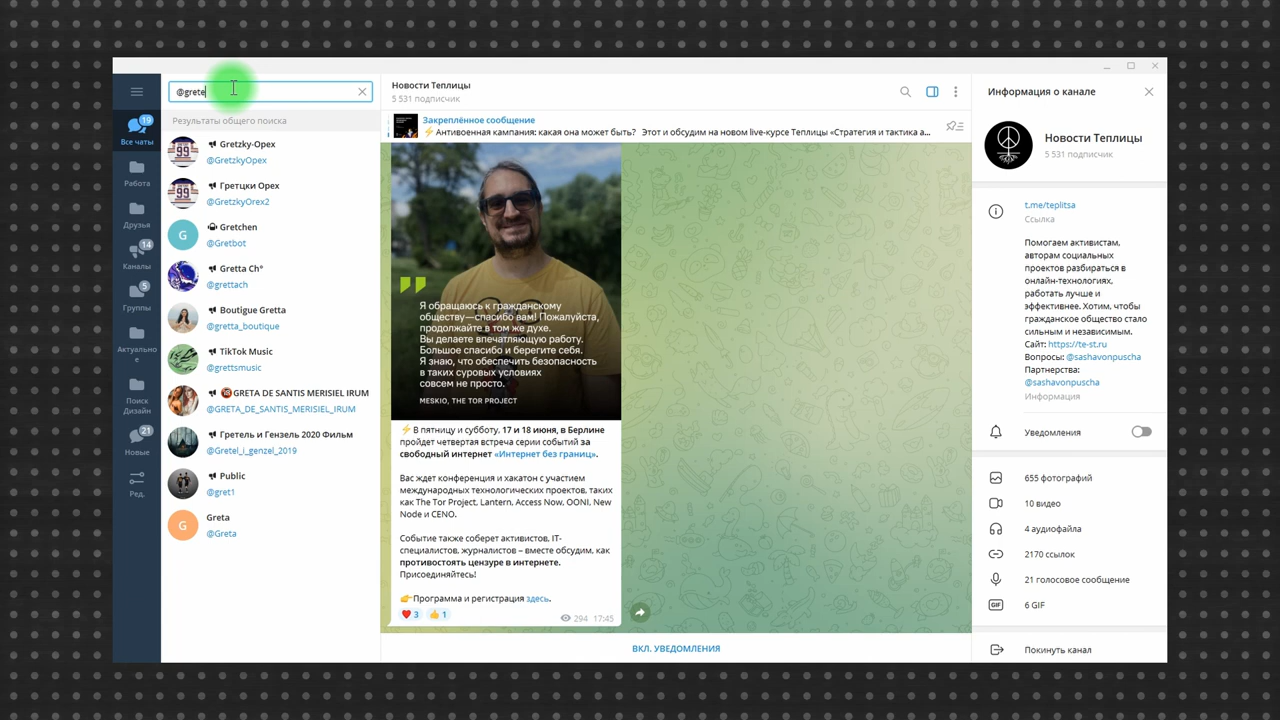 @grete
Результаты общего поиска
19
Все чаты
Работа
Друзья
14
Каналы
5
Группы
Актуально
е
Поиск
Дизайн
21
Новые
Ред.
99
Gretzky-Opex
@GretzkyOpex
99
Гретцки Орех
@GretzkyOrex2
G
Gretchen
@Gretbot
Gretta Ch°
@grettach
Boutigue Gretta
@gretta_boutique
TikTok Music
@grettsmusic
🔞GRETA DE SANTIS MERISIEL IRUM
@GRETA_DE_SANTIS_MERISIEL_IRUM
Гретель и Гензель 2020 Фильм
@Gretel_i_genzel_2019
Public
@gret1
G
Greta
@Greta
Новости Теплицы
5 531 подписчик
Закреплённое сообщение
⚡Антивоенная кампания: какая она может быть? Этот и обсудим на новом live-курсе Теплицы «Стратегия и тактика а...
Я обращаюсь к гражданскому
обществу—спасибо вам! Пожалуйста,
продолжайте в том же духе.
Вы делаете впечатляющую работу.
Большое спасибо и берегите себя.
Я знаю, что обеспечить безопасность
в таких суровых условиях
совсем не просто.
MESKIO, THE TOR PROJECT
⚡В пятницу и субботу, 17 и 18 июня, в Берлине
пройдет четвертая встреча серии событий за
свободный интернет «Интернет без границ».
Вас ждет конференция и хакатон с участием
международных технологических проектов, таких
как The Tor Project, Lantern, Access Now, OONI, New
Node и CENO.
Событие также соберет активистов, IT-
специалистов, журналистов – вместе обсудим, как
противостоять цензуре в интернете.
Присоединяйтесь!
👉Программа и регистрация здесь.
❤ 3 👍 1
294 17:45
ВКЛ. УВЕДОМЛЕНИЯ
Информация о канале
Новости Теплицы
5 531 подписчик
t.me/teplitsa
Ссылка
Помогаем активистам,
авторам социальных
проектов разбираться в
онлайн-технологиях,
работать лучше и
эффективнее. Хотим, чтобы
гражданское общество стало
сильным и независимым.
Сайт: https://te-st.ru
Вопросы: @sashavonpuscha
Партнерства:
@sashavonpuscha
Информация
Уведомления
655 фотографий
10 видео
4 аудиофайла
2170 ссылок
21 голосовое сообщение
GIF
6 GIF
Покинуть канал